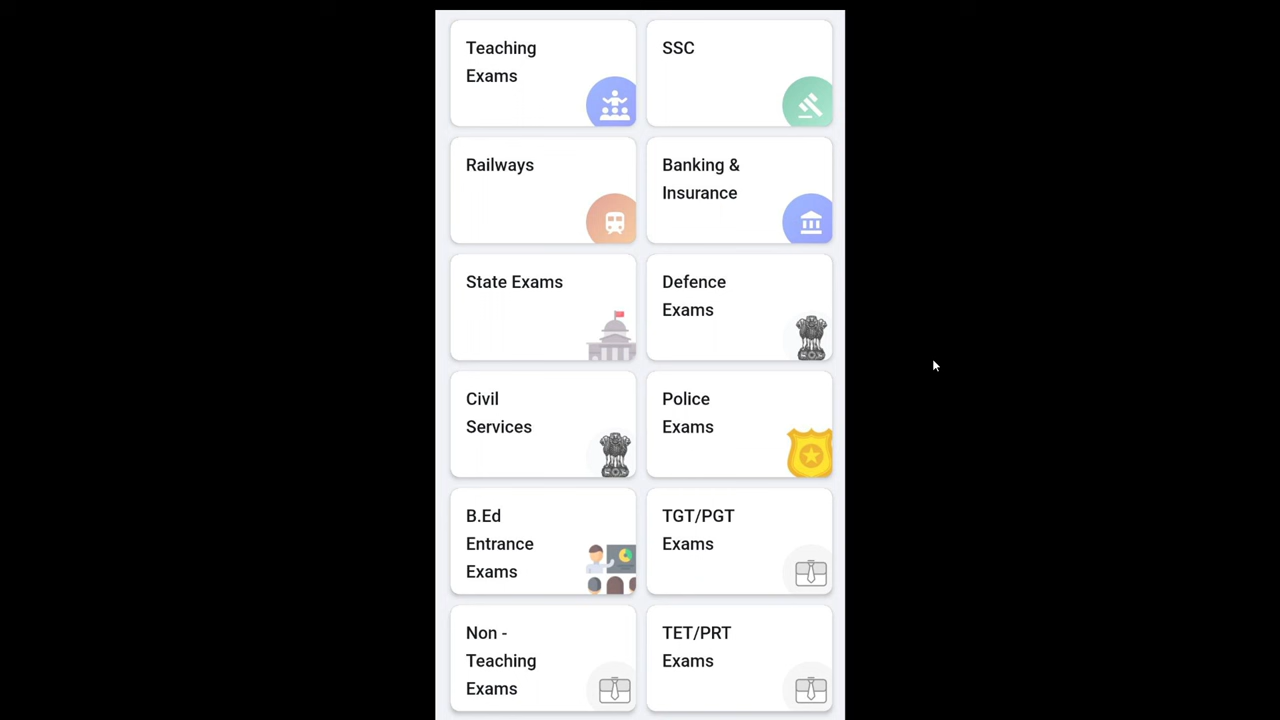 Teaching
Exams
SSC
Railways
Banking &
Insurance
State Exams
Defence
Exams
Civil
Services
Police
Exams
B.Ed
Entrance
Exams
TGT/PGT
Exams
Non -
Teaching
Exams
TET/PRT
Exams